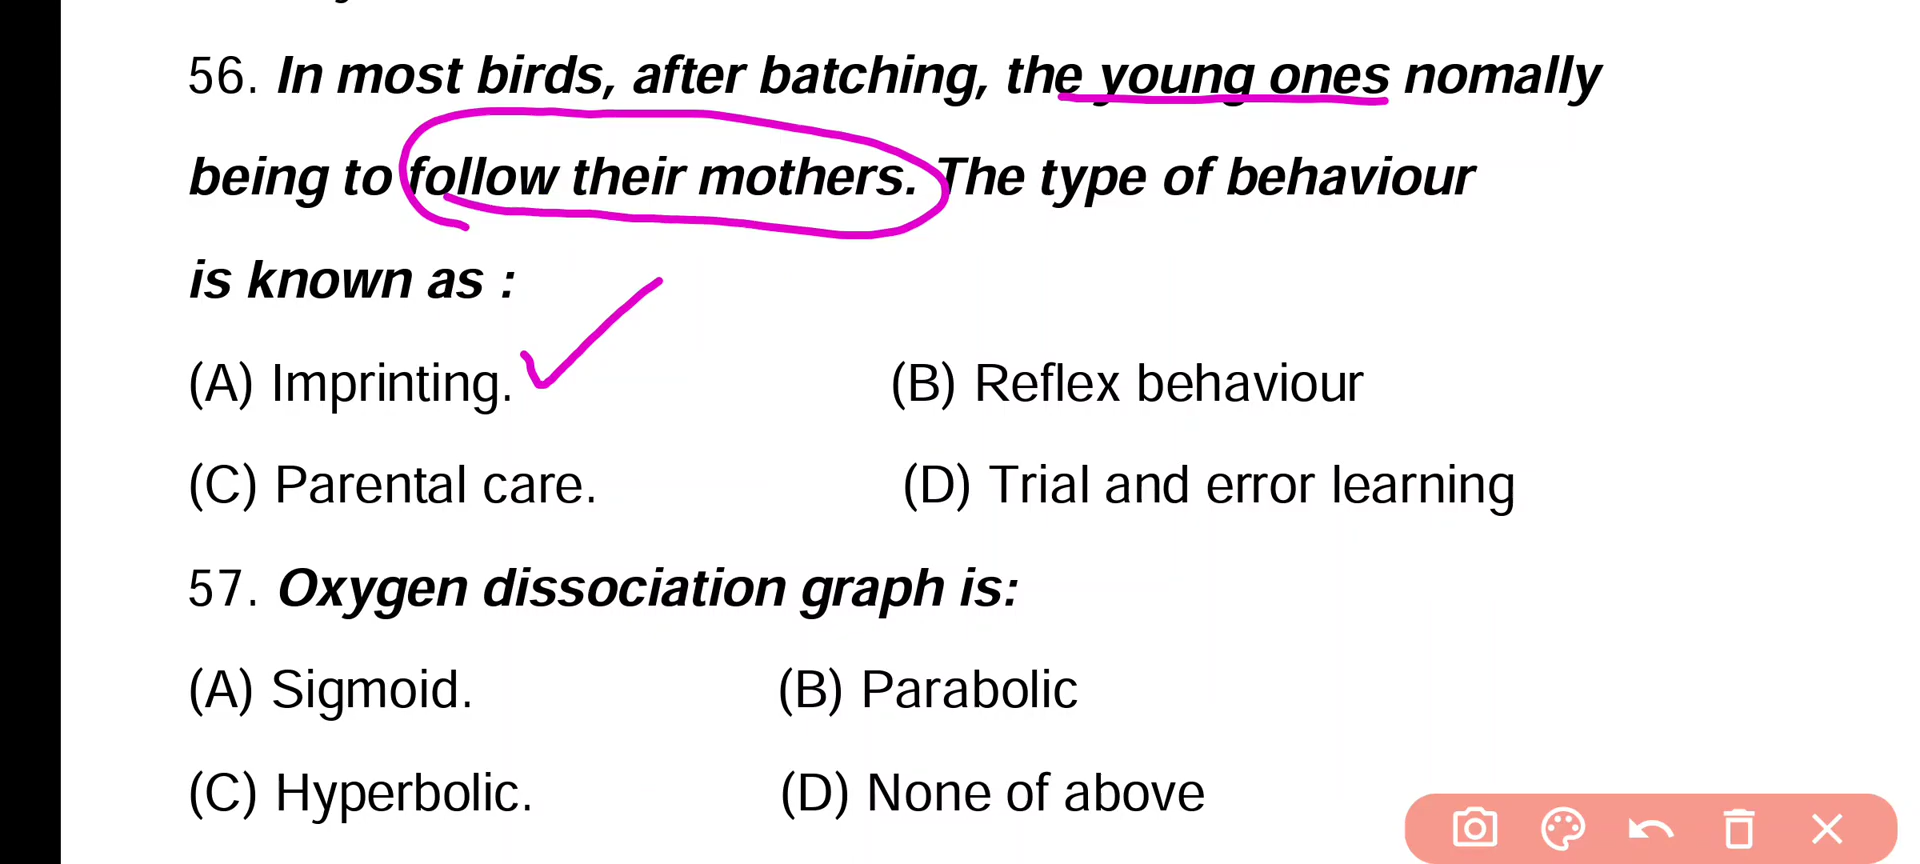 56. In most birds, after batching, the young ones nomally
being to follow their mothers. The type of behaviour
is known as :
(A) Imprinting. (B) Reflex behaviour
(C) Parental care. (D) Trial and error learning
57. Oxygen dissociation graph is:
(A) Sigmoid. (B) Parabolic
(C) Hyperbolic. (D) None of above